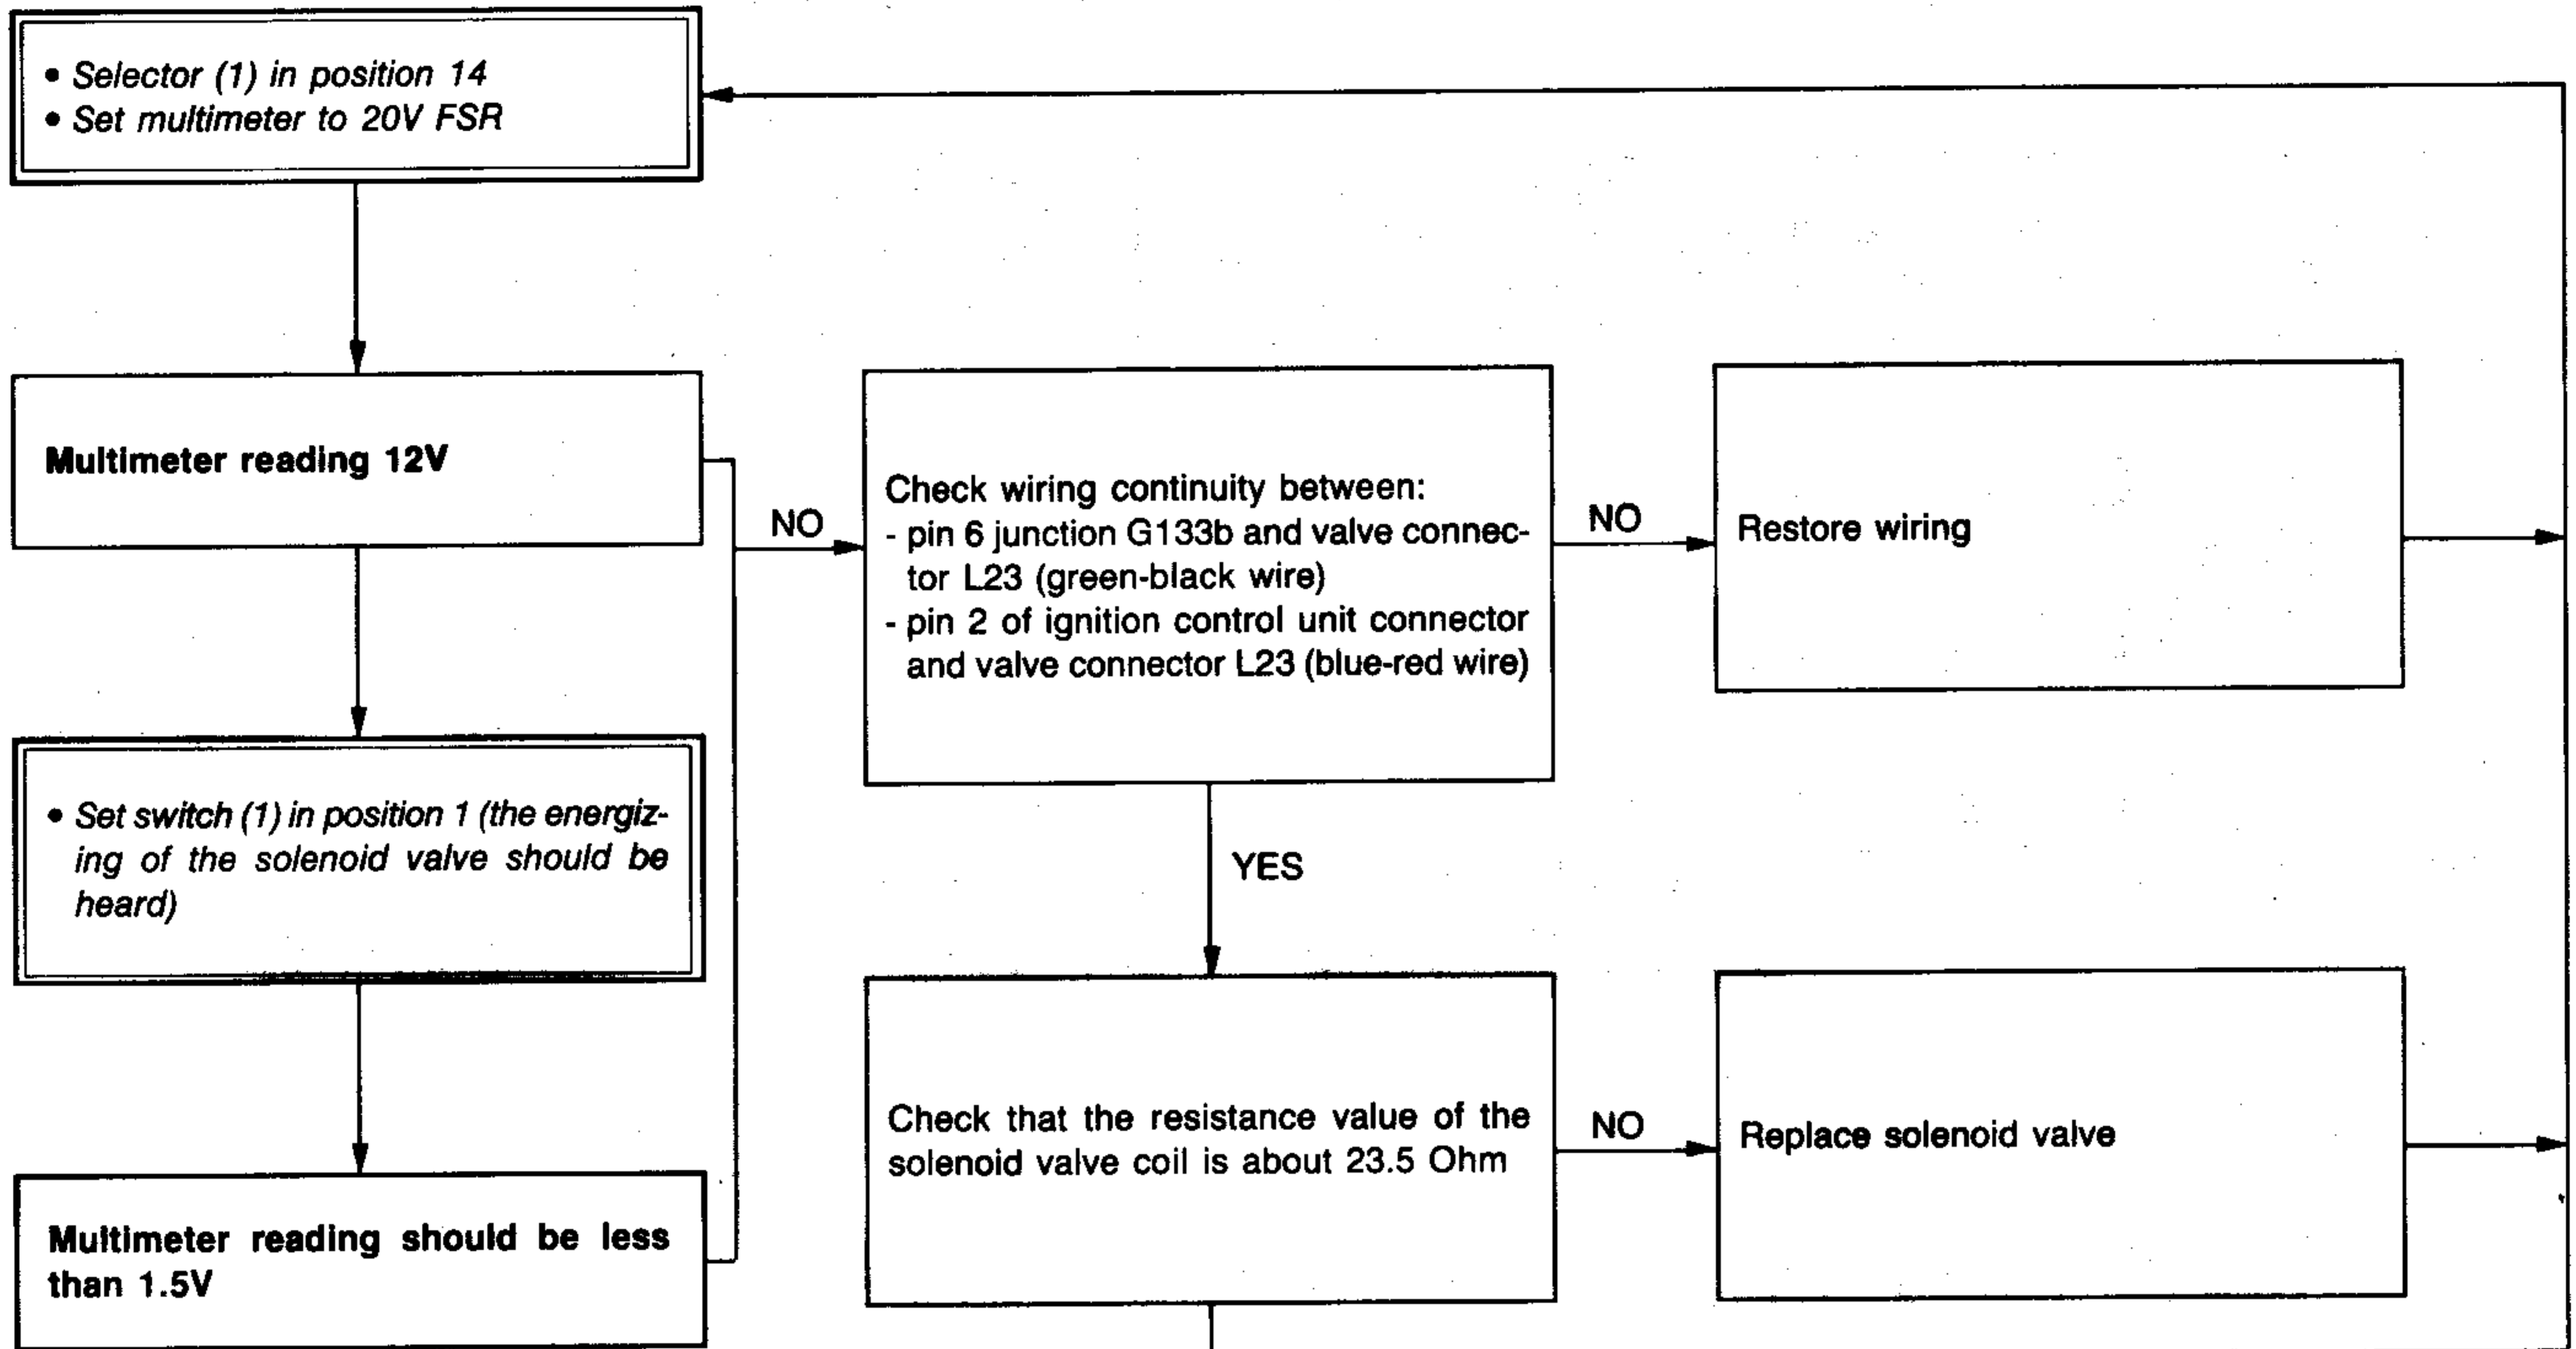 • Selector (1) in position 14
• Set multimeter to 20V FSR
Multimeter reading 12V
NO
Check wiring continuity between:
- pin 6 junction G133b and valve connec-
tor L23 (green-black wire)
- pin 2 of ignition control unit connector
and valve connector L23 (blue-red wire)
NO
Restore wiring
• Set switch (1) in position 1 (the energiz-
ing of the solenoid valve should be
heard)
YES
Multimeter reading should be less
than 1.5V
Check that the resistance value of the
solenoid valve coil is about 23.5 Ohm
NO
Replace solenoid valve